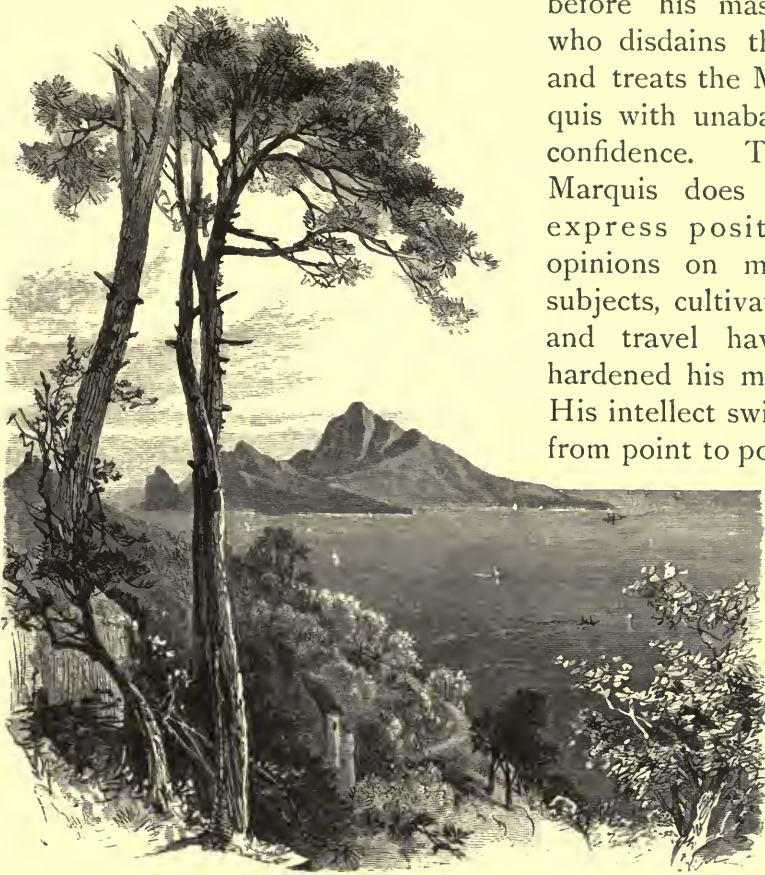 before his mas
who disdains th
and treats the M
quis with unaba
confidence. T
Marquis does
express posit
opinions on m
subjects, cultivat
and travel hav
hardened his m
His intellect swi
from point to po